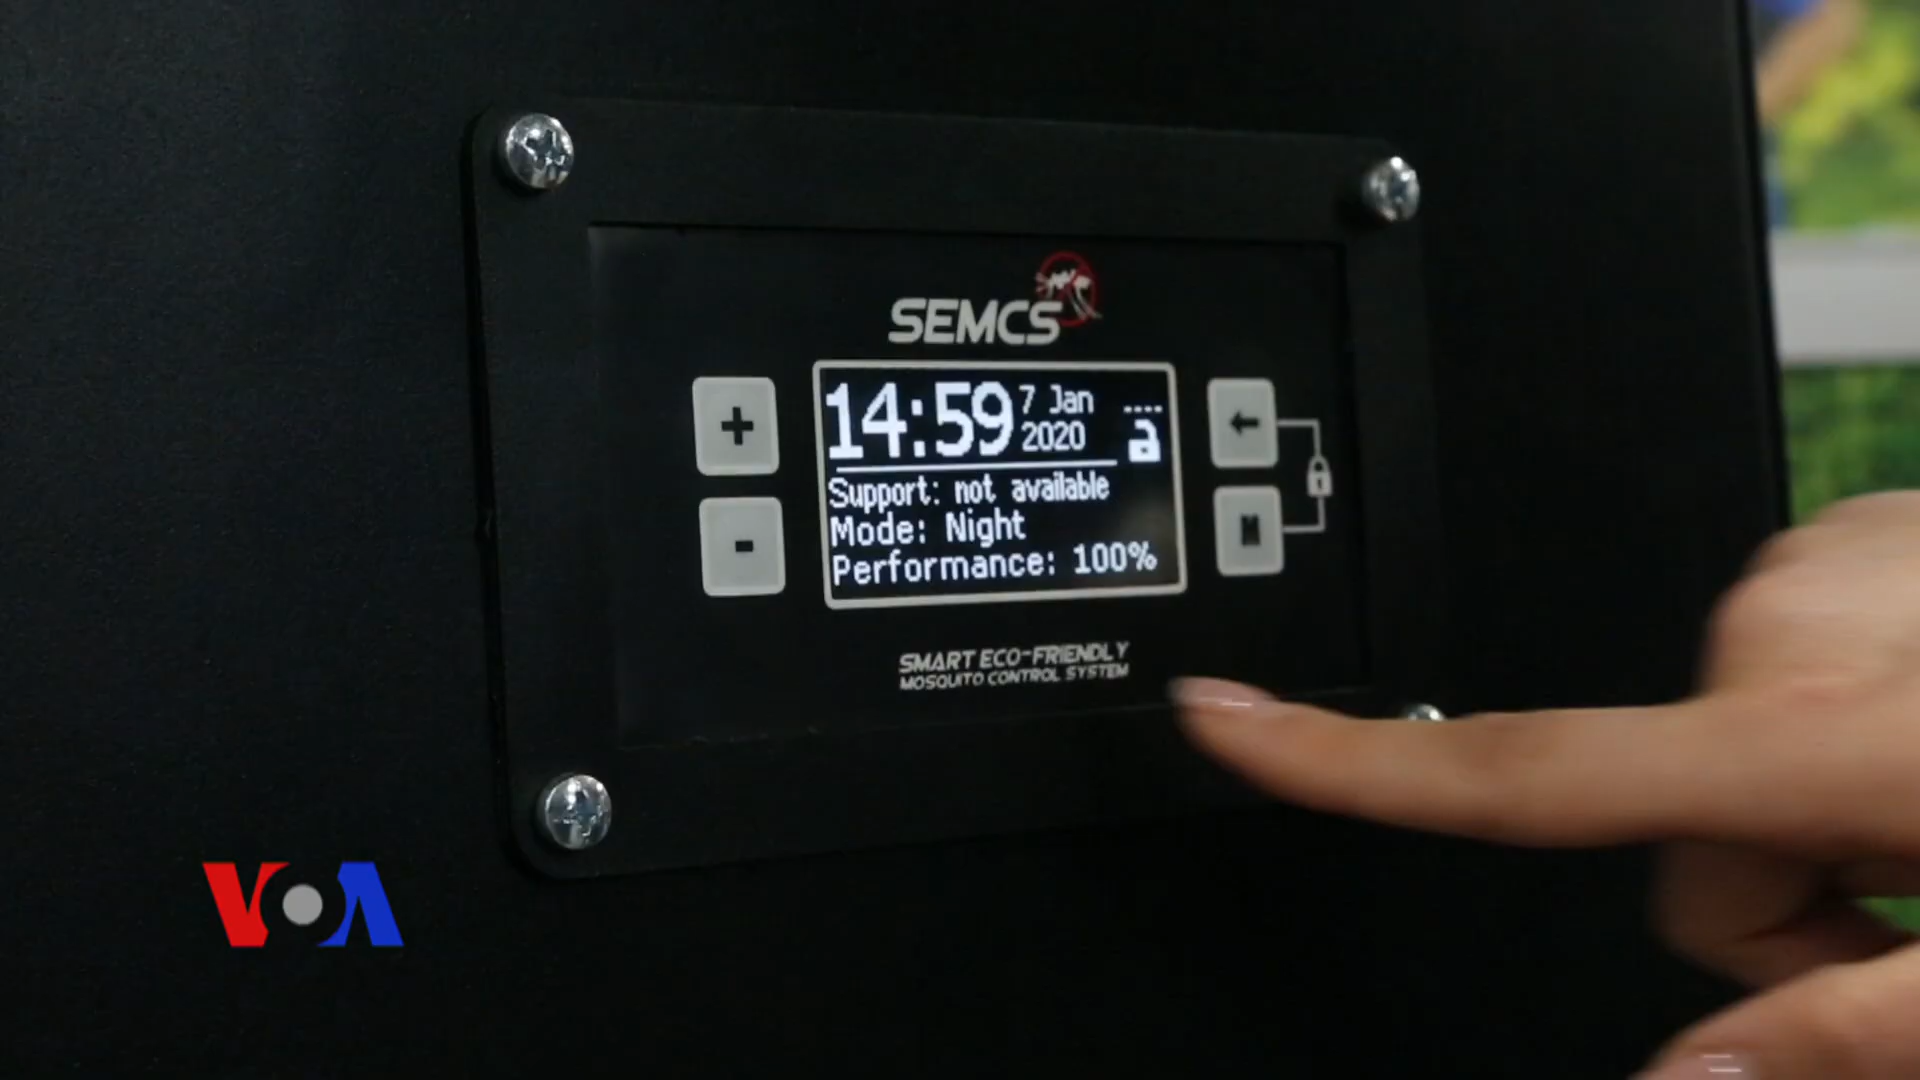 SEMCS
14:59 7 Jan
2020
Support: not available
Mode: Night
Performance: 100%
+
-
SMART ECO-FRIENDLY
MOSQUITO CONTROL SYSTEM
VOA